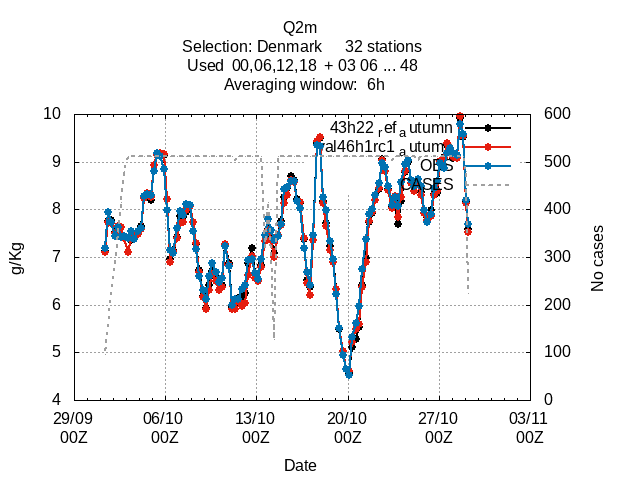 Q2m
Selection: Denmark 32 stations
Used 00,06,12,18 + 03 06 ... 48
Averaging window: 6h
10
9
8
7
6
5
4
g/Kg
600
500
400
300
200
100
0
No cases
43h22_refautumn
val46h1rc1_autumn
OBS
CASES
29/09 00Z
06/10 00Z
13/10 00Z
20/10 00Z
27/10 00Z
03/11 00Z
Date